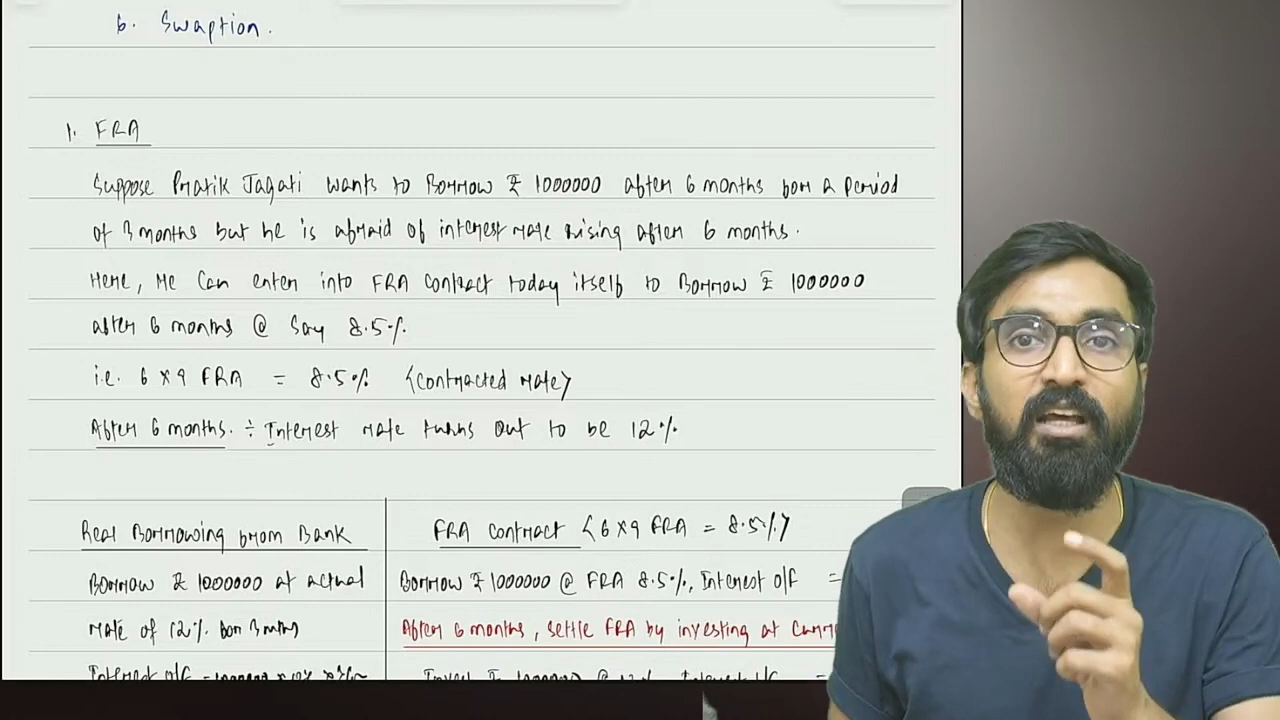 6. Swaption.
1. FRA
Suppose Pratik Jagati wants to Borrow ₹ 1000000 after 6 months for a period
of 3 months but he is afraid of interest rate rising after 6 months.
Here, He can enter into FRA contract today itself to Borrow ₹ 1000000
after 6 months @ Say 8.5%
i.e. 6 x 9 FRA = 8.5% (contracted rate)
After 6 months :- Interest rate turns out to be 12%
Real Borrowing from Bank
Borrow ₹ 1000000 at actual
rate of 12% for 3 mnths
Interest o/f
FRA Contract (6 x 9 FRA = 8.5%)
Borrow ₹ 1000000 @ FRA 8.5%, Interest o/f =
After 6 months, settle FRA by investing at